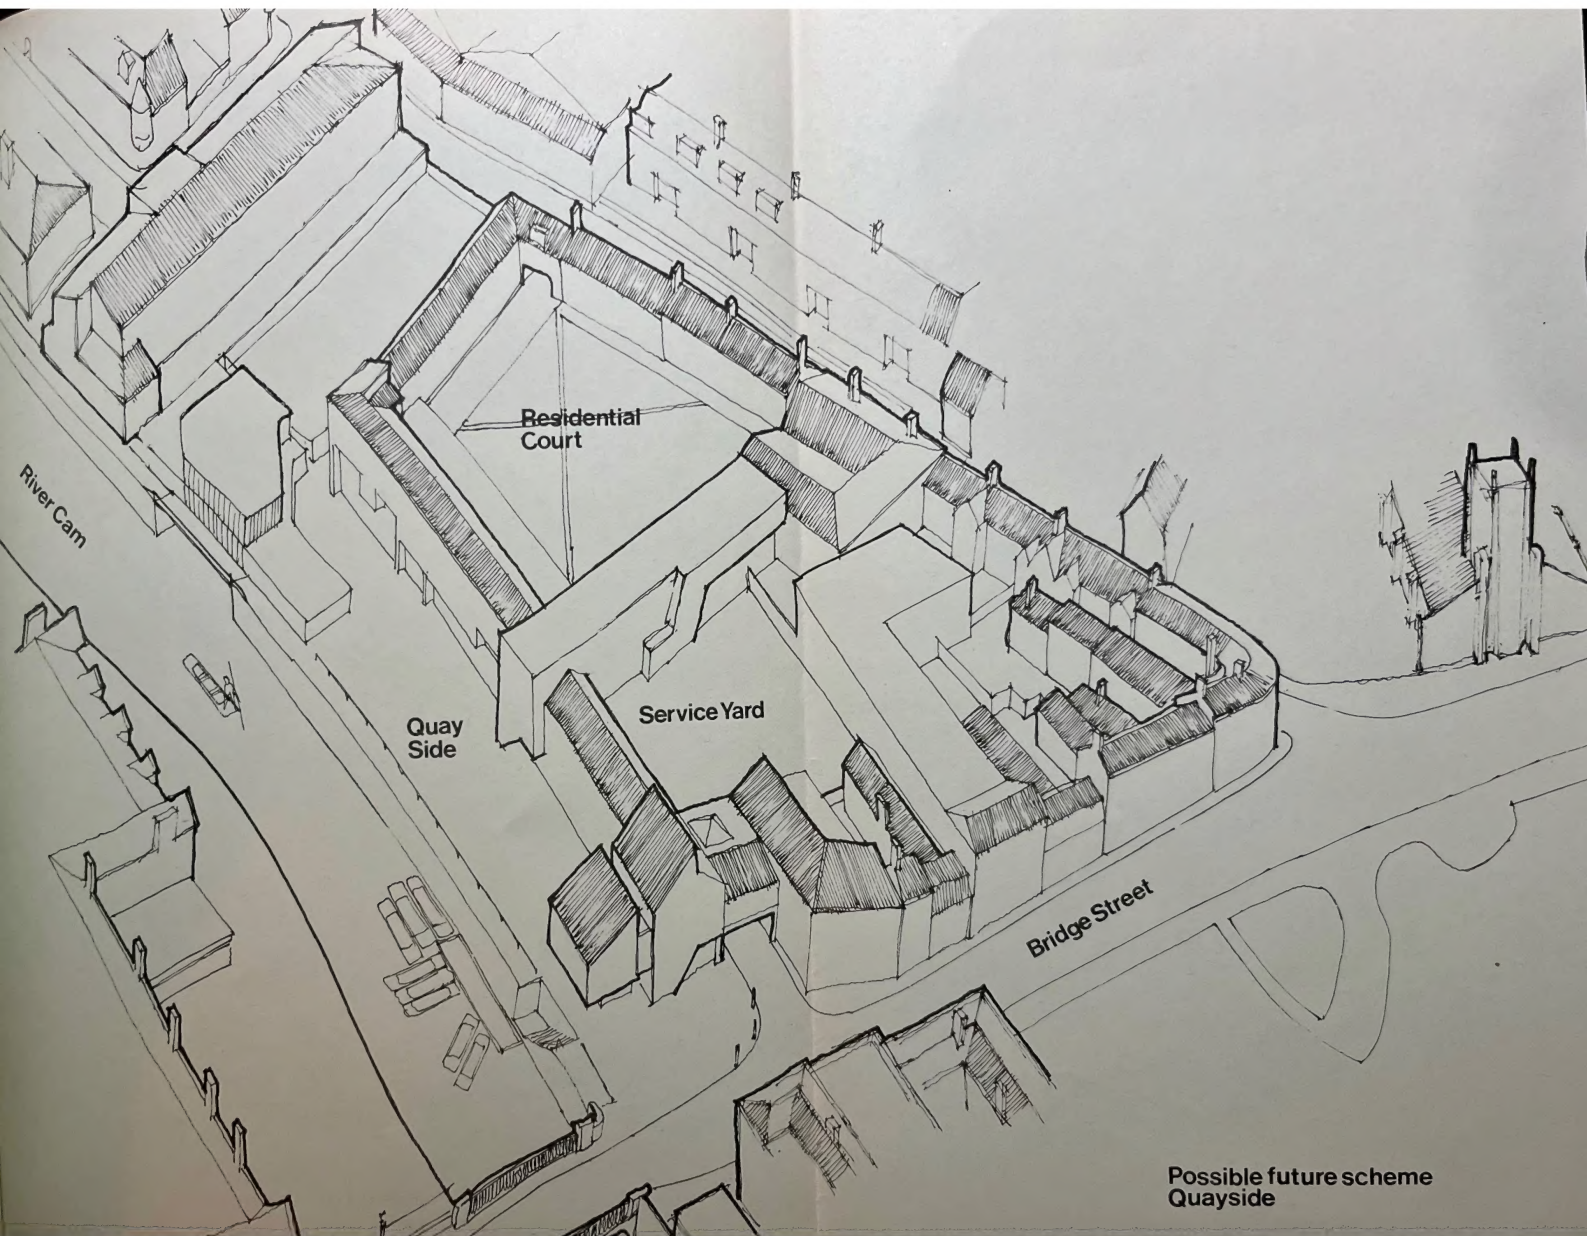 Residential
Court
River Cam
Quay
Side
Service Yard
Bridge Street
Possible future scheme
Quayside